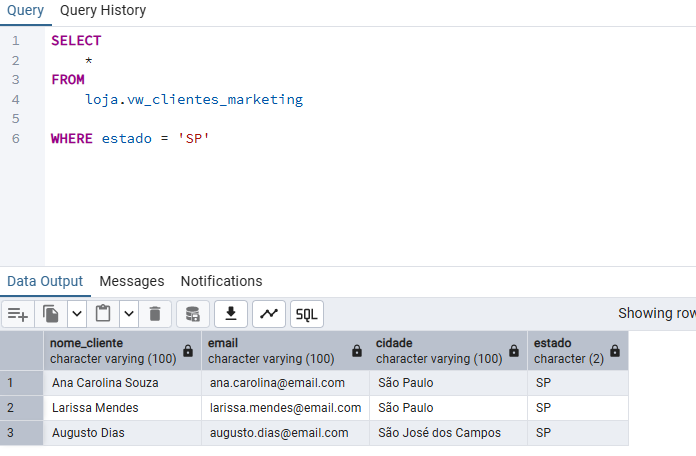 Query Query History
1 SELECT
2 *
3 FROM
4 loja.vw_clientes_marketing
5
6 WHERE estado = 'SP'
Data Output Messages Notifications
SQL Showing row
nome_cliente email cidade estado
character varying (100) character varying (100) character varying (100) character (2)
1 Ana Carolina Souza ana.carolina@email.com São Paulo SP
2 Larissa Mendes larissa.mendes@email.com São Paulo SP
3 Augusto Dias augusto.dias@email.com São José dos Campos SP